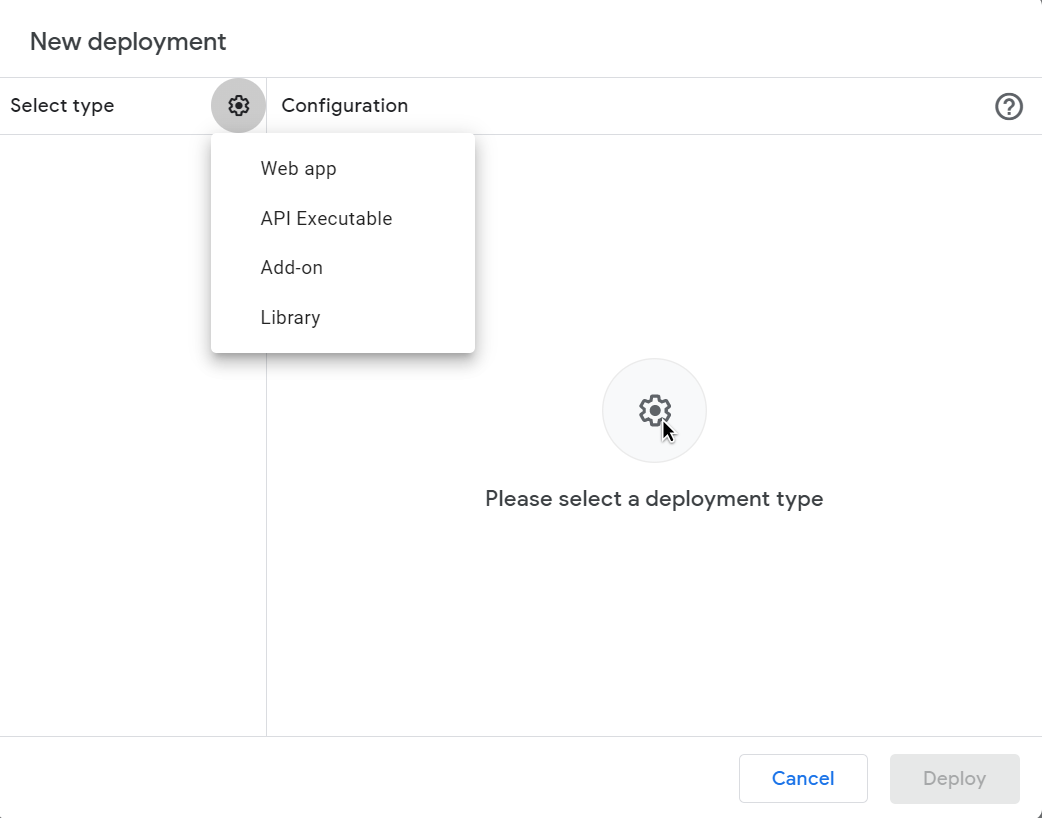 New deployment
Select type
Configuration
Web app
API Executable
Add-on
Library
Please select a deployment type
Cancel
Deploy